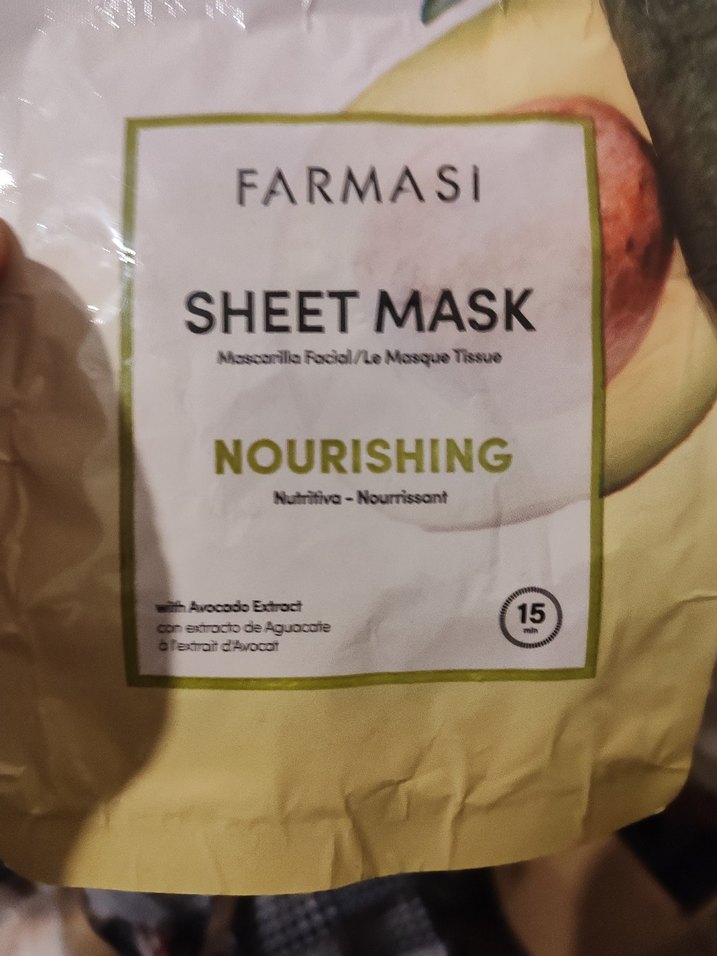 FARMASİ
SHEET MASK
Mascarilla Facial/Le Masque Tissue
NOURISHING
Nutritiva - Nourrissant
with Avocado Extract
con extracto de Aguacate
à l'extrait d'Avocat
15
min